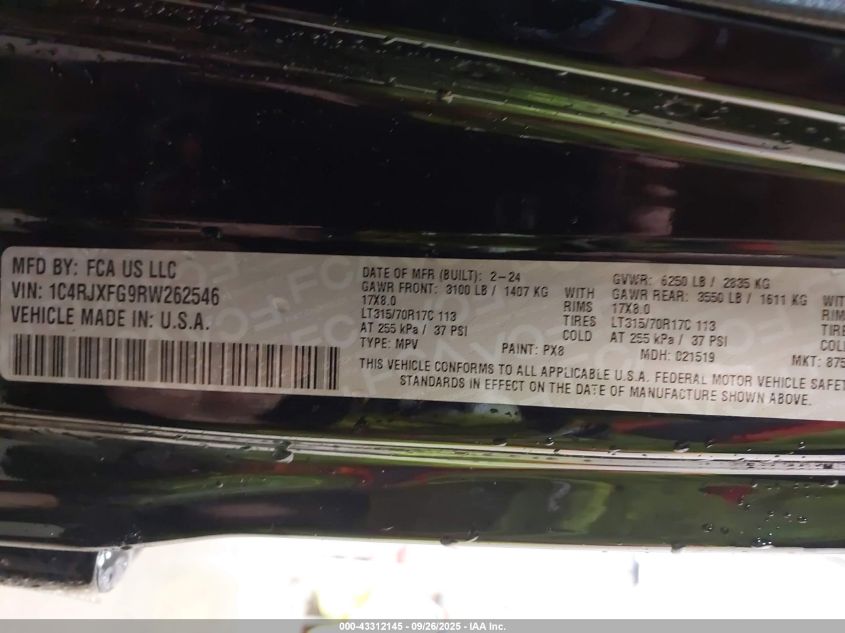 MFD BY: FCA US LLC
VIN: 1C4RJXFG9RW262546
VEHICLE MADE IN: U.S.A.
DATE OF MFR (BUILT): 2-24
GAWR FRONT: 3100 LB / 1407 KG
17X8.0
LT315/70R17C 113
AT 255 kPa / 37 PSI
TYPE: MPV
WITH
RIMS
TIRES
COLD
GVWR: 6250 LB / 2835 KG
GAWR REAR: 3550 LB / 1611 KG
17X8.0
LT315/70R17C 113
AT 255 kPa / 37 PSI
PAINT: PX8
MDH: 021519
MKT: 875
THIS VEHICLE CONFORMS TO ALL APPLICABLE U.S.A. FEDERAL MOTOR VEHICLE SAFET
STANDARDS IN EFFECT ON THE DATE OF MANUFACTURE SHOWN ABOVE.
000-43312145 - 09/26/2025 - IAA Inc.